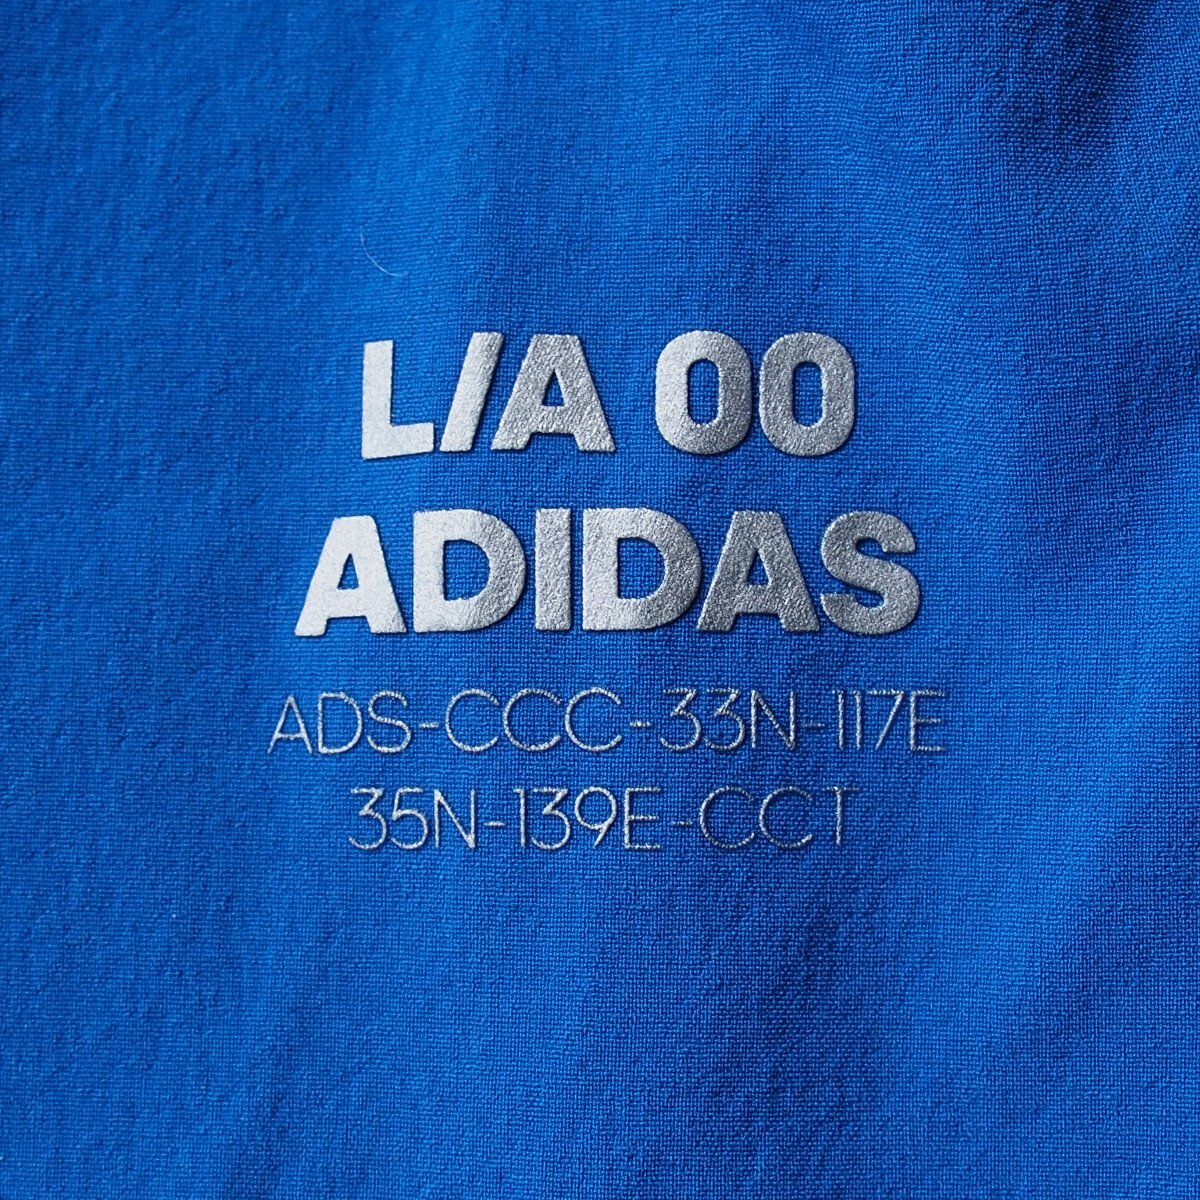 L/A 00
ADIDAS
ADS-CCC-33N-117E
35N-139E-CCT